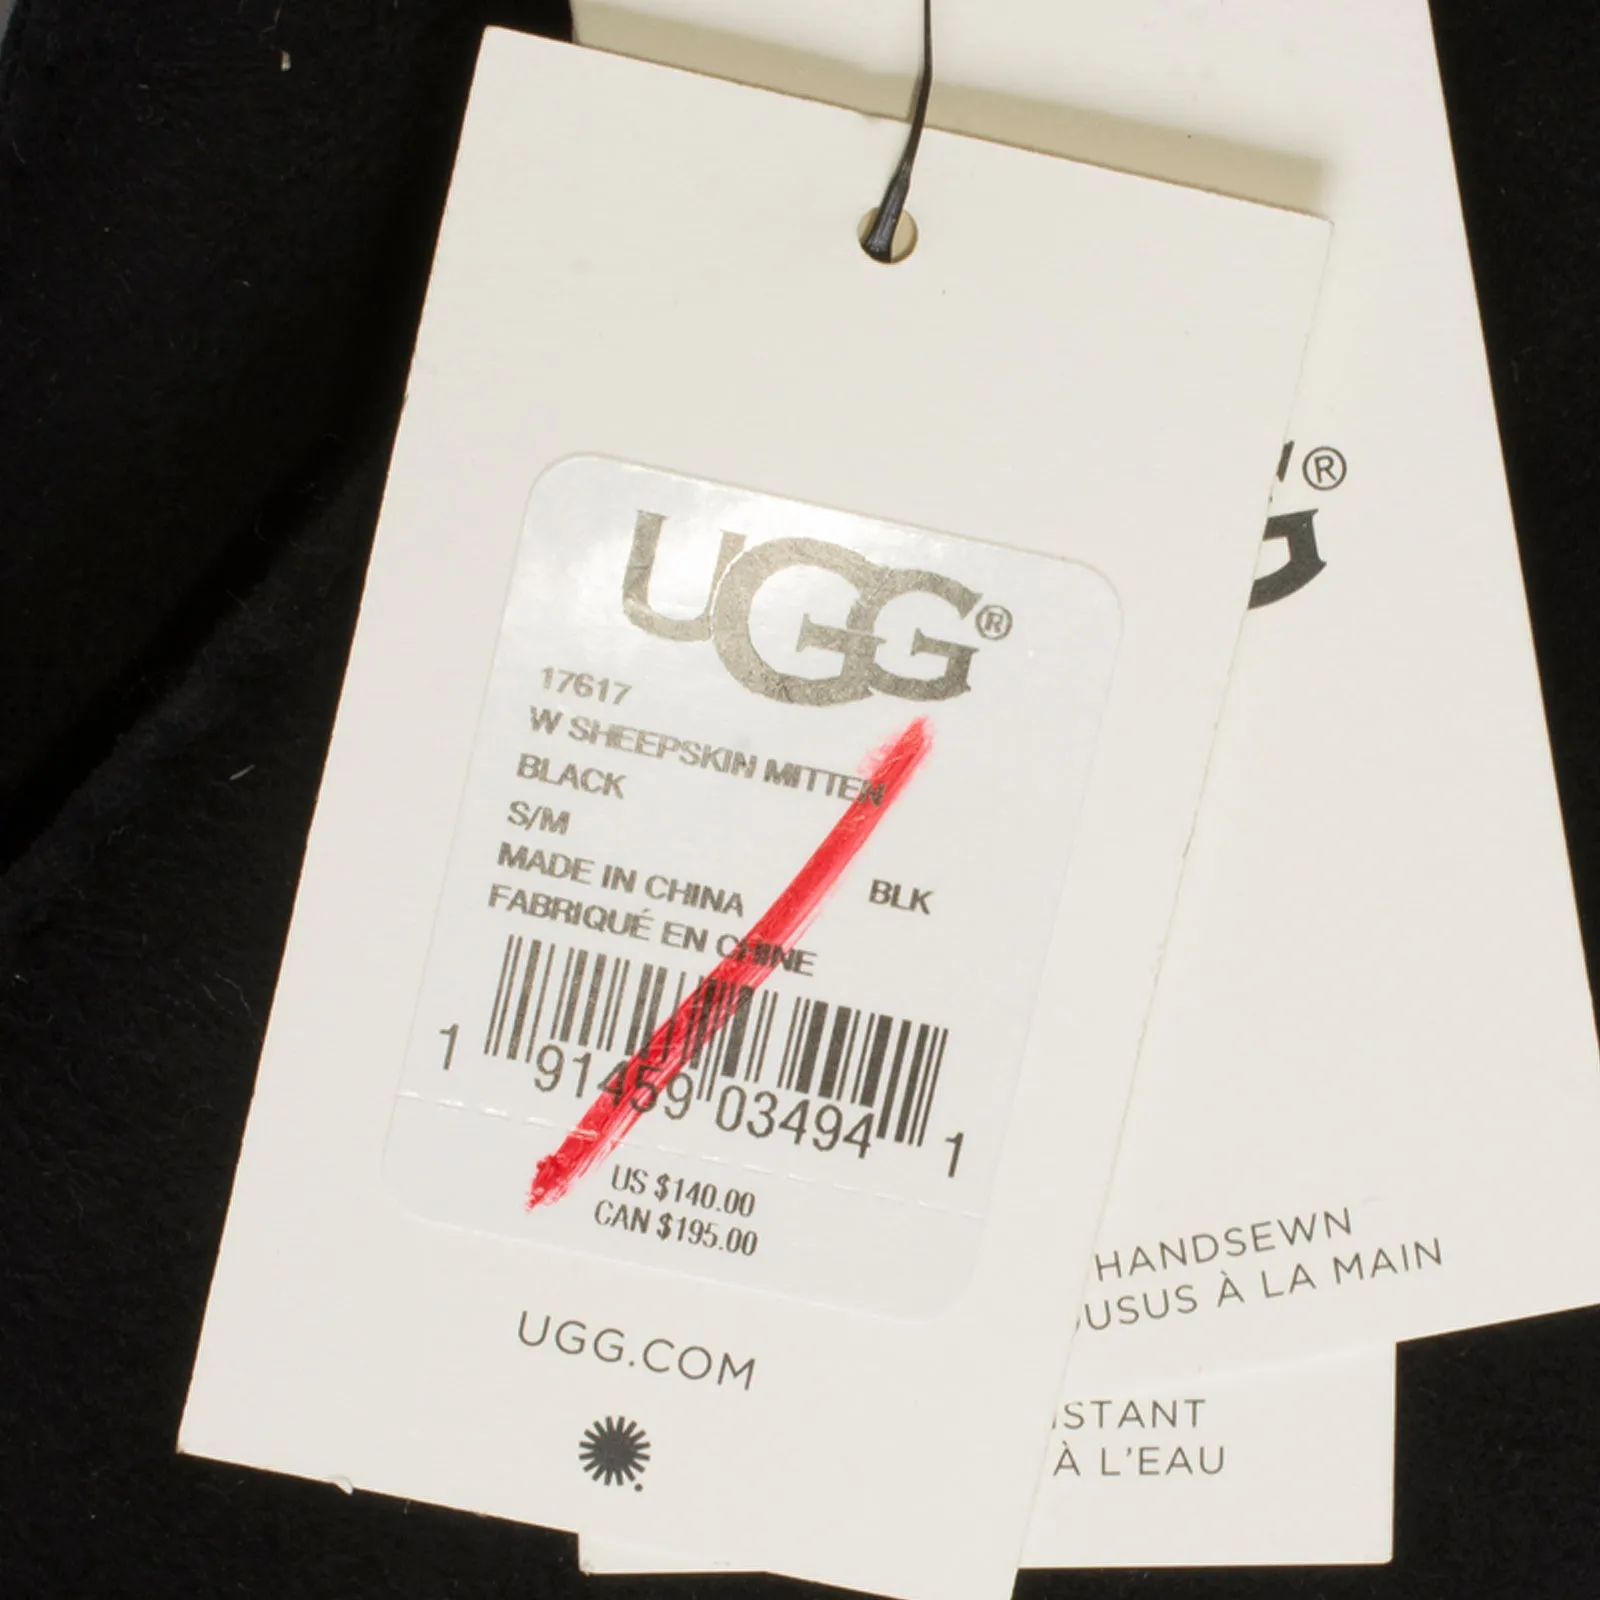 UGG®
17617
W SHEEPSKIN MITTEN
BLACK
S/M
MADE IN CHINA BLK
FABRIQUÉ EN CHINE
1 91459 03494 1
US $140.00
CAN $195.00
UGG.COM
®
G
HANDSEWN
USUS À LA MAIN
ISTANT
À L'EAU